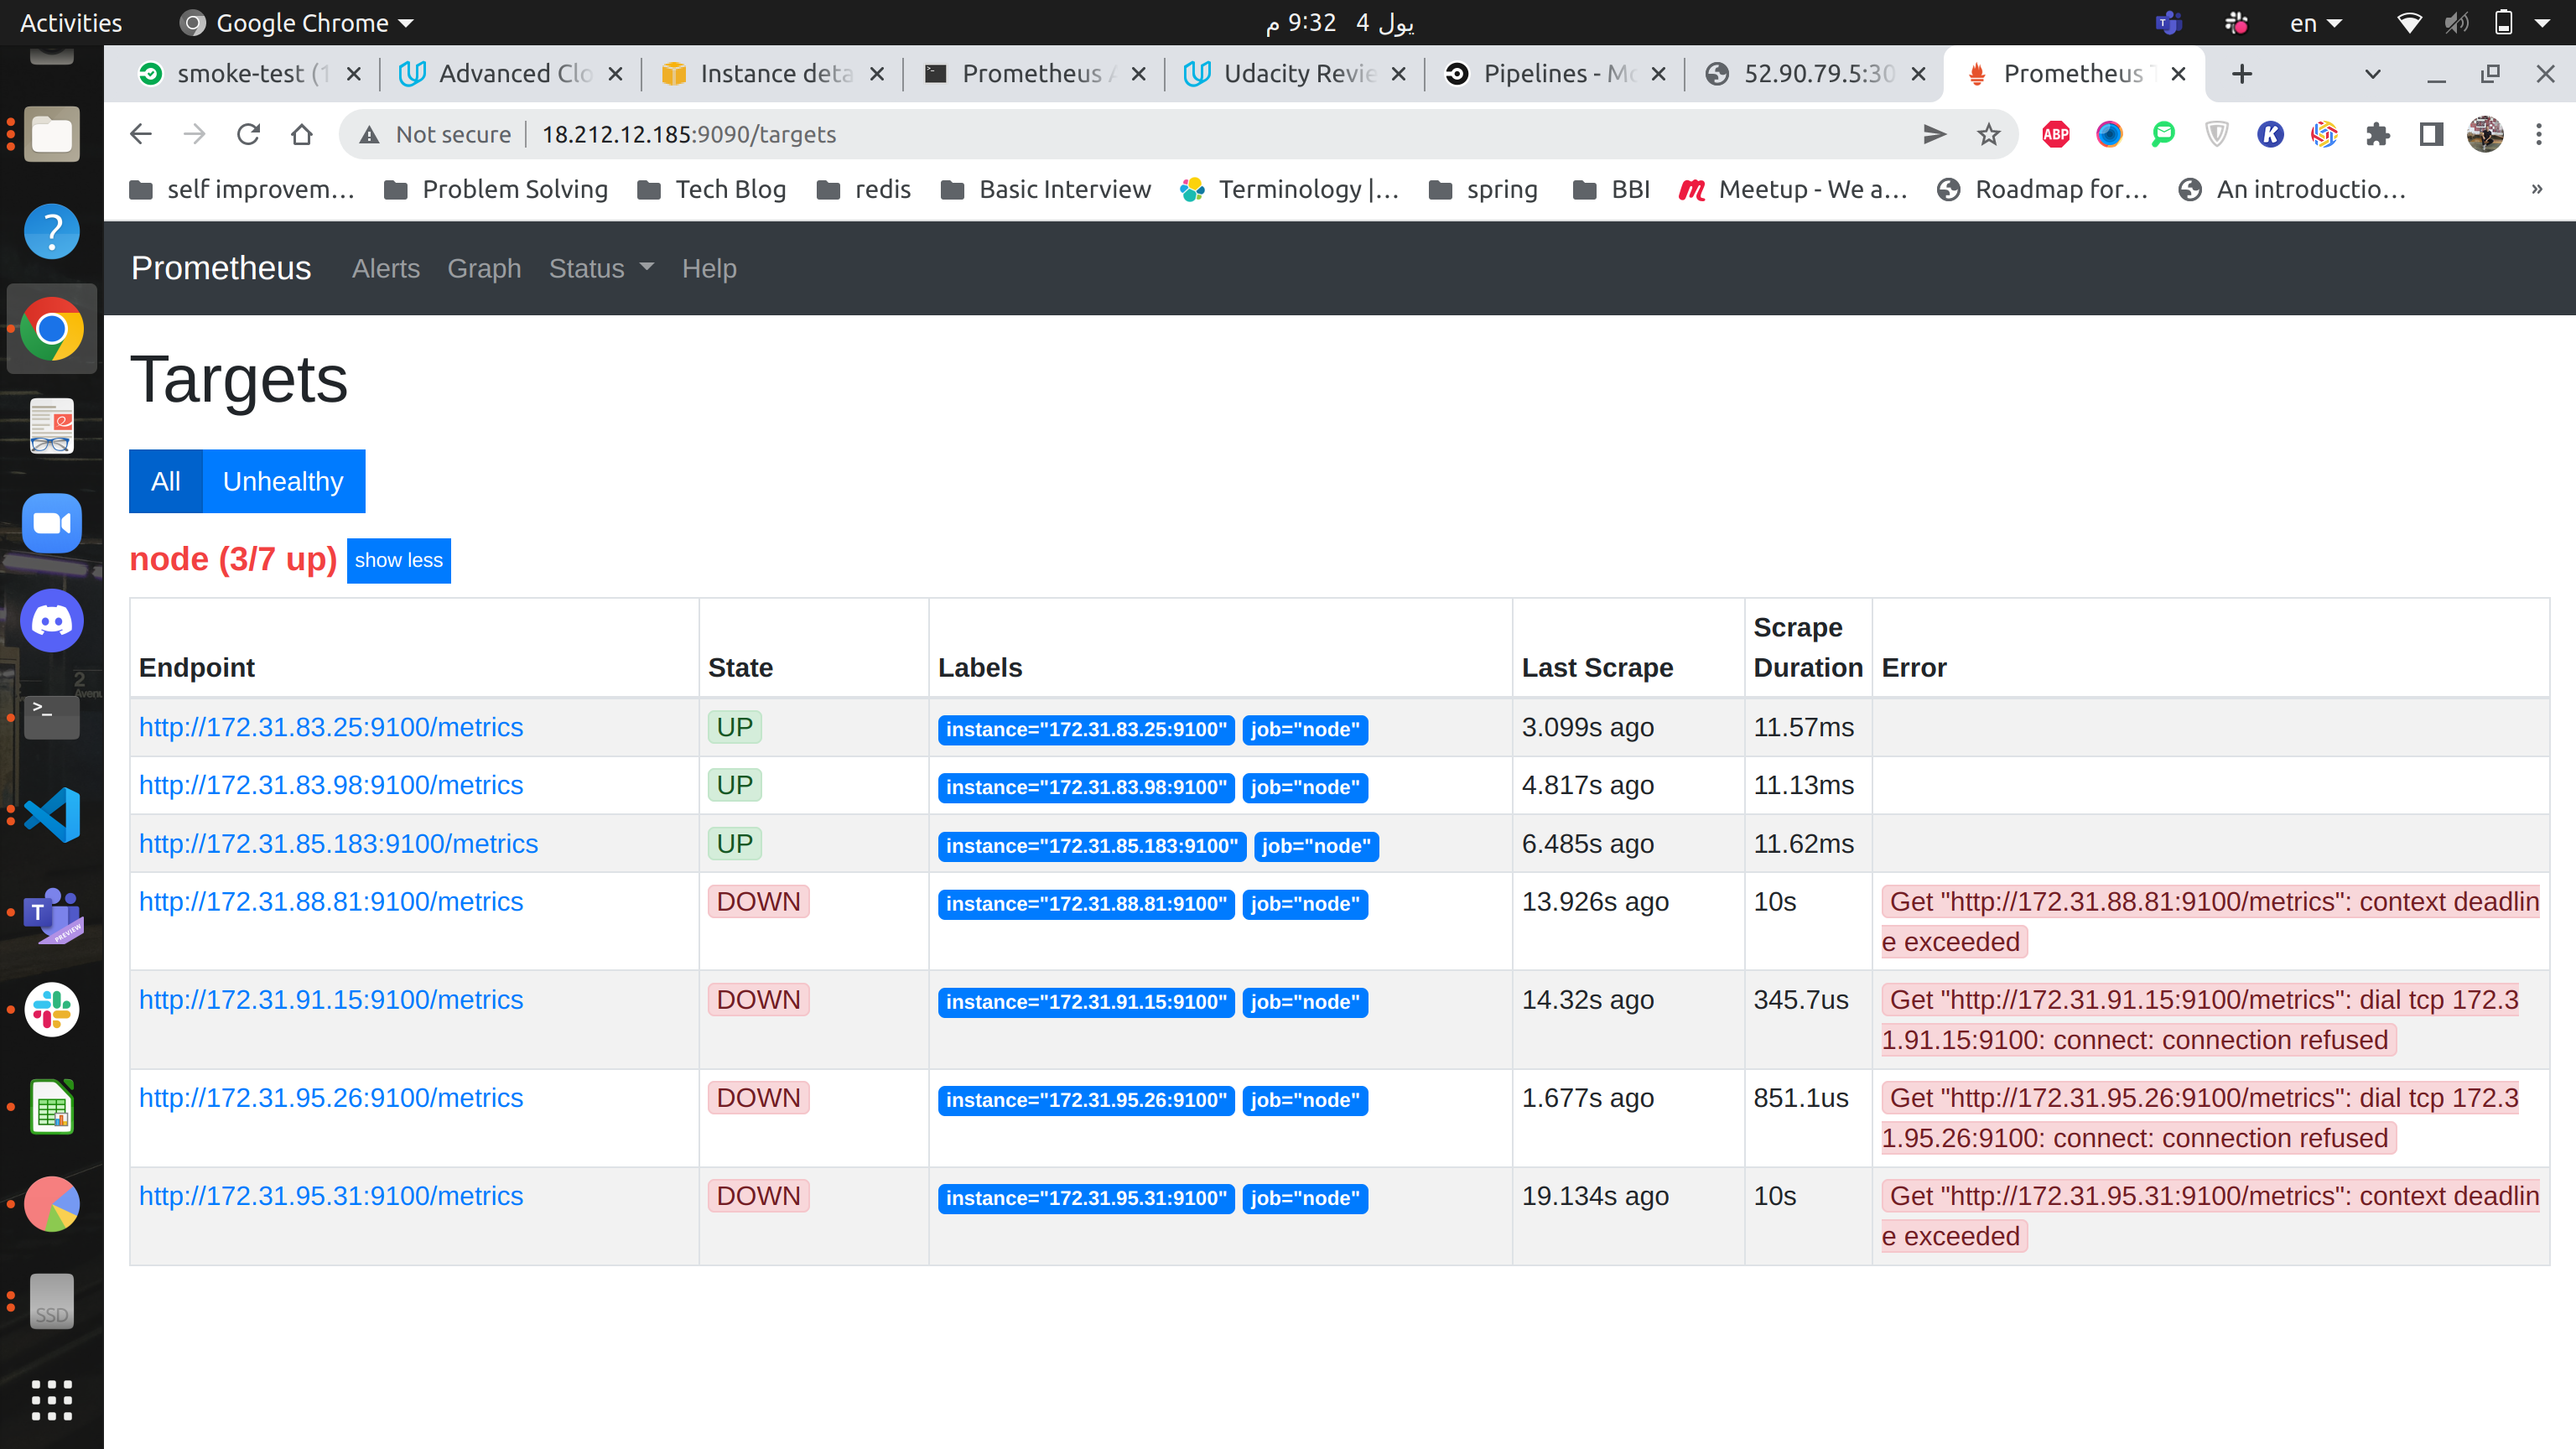 Activities
Google Chrome
يول 4 9:32 م
en
smoke-test (1
Advanced Clo
Instance deta
Prometheus A
Udacity Revie
Pipelines - Mo
52.90.79.5:30
Prometheus T
Not secure
18.212.12.185:9090/targets
ABP
K
self improvem...
Problem Solving
Tech Blog
redis
Basic Interview
Terminology |...
spring
BBI
Meetup - We a...
Roadmap for...
An introductio...
»
Prometheus
Alerts
Graph
Status
Help
Targets
All
Unhealthy
node (3/7 up)
show less
Endpoint State Labels Last Scrape Scrape Duration Error
http://172.31.83.25:9100/metrics UP instance="172.31.83.25:9100" job="node" 3.099s ago 11.57ms
http://172.31.83.98:9100/metrics UP instance="172.31.83.98:9100" job="node" 4.817s ago 11.13ms
http://172.31.85.183:9100/metrics UP instance="172.31.85.183:9100" job="node" 6.485s ago 11.62ms
http://172.31.88.81:9100/metrics DOWN instance="172.31.88.81:9100" job="node" 13.926s ago 10s Get "http://172.31.88.81:9100/metrics": context deadlin
e exceeded
http://172.31.91.15:9100/metrics DOWN instance="172.31.91.15:9100" job="node" 14.32s ago 345.7us Get "http://172.31.91.15:9100/metrics": dial tcp 172.3
1.91.15:9100: connect: connection refused
http://172.31.95.26:9100/metrics DOWN instance="172.31.95.26:9100" job="node" 1.677s ago 851.1us Get "http://172.31.95.26:9100/metrics": dial tcp 172.3
1.95.26:9100: connect: connection refused
http://172.31.95.31:9100/metrics DOWN instance="172.31.95.31:9100" job="node" 19.134s ago 10s Get "http://172.31.95.31:9100/metrics": context deadlin
e exceeded
2
Aven
>_
T
PREVIEW
SSD